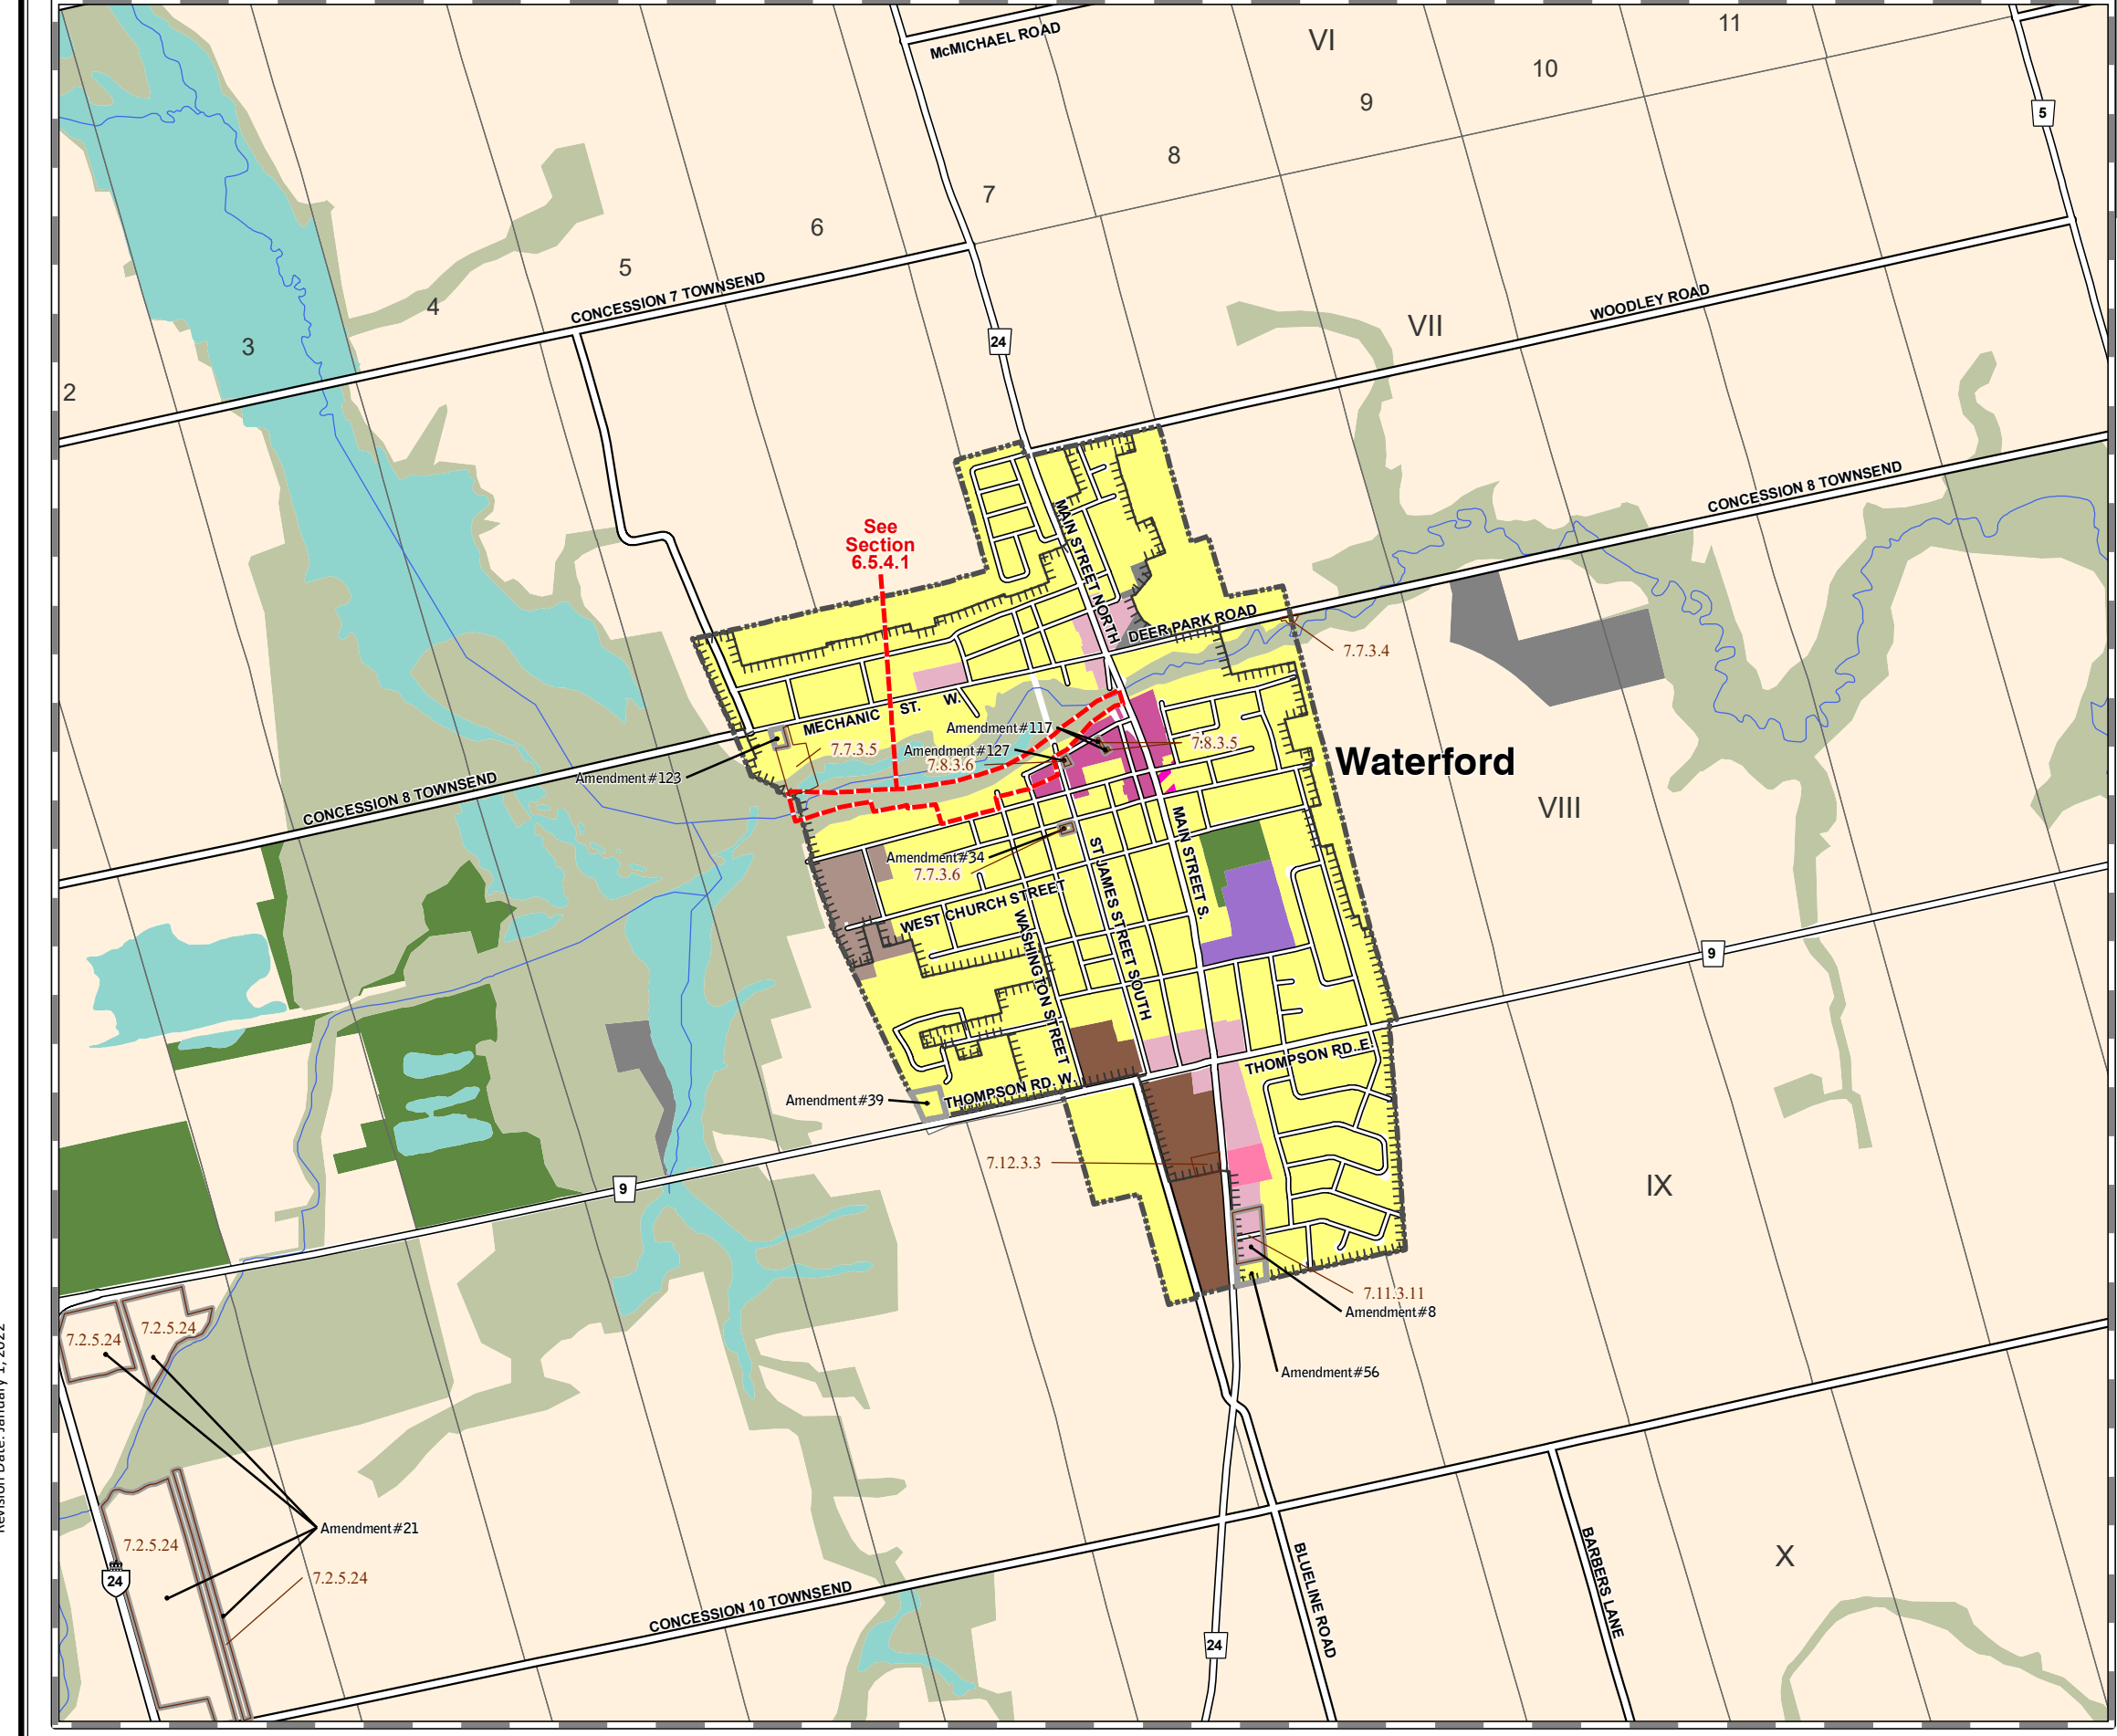 McMICHAEL ROAD
VI
11
10
9
5
8
7
6
5
4
3
2
CONCESSION 7 TOWNSEND
24
WOODLEY ROAD
VII
CONCESSION 8 TOWNSEND
See
Section
6.5.4.1
MAIN STREET NORTH
DEER PARK ROAD
7.7.3.4
MECHANIC ST. W.
Amendment#117
7.7.3.5
Amendment#127
7.8.3.5
7.8.3.6
Waterford
Amendment#123
CONCESSION 8 TOWNSEND
VIII
MAIN STREET S.
Amendment#34
7.7.3.6
ST JAMES STREET SOUTH
WEST CHURCH STREET
WASHINGTON STREET
9
THOMPSON RD. E.
THOMPSON RD. W.
Amendment#39
7.12.3.3
9
IX
7.11.3.11
Amendment#8
7.2.5.24
7.2.5.24
Amendment#56
Amendment#21
7.2.5.24
7.2.5.24
24
CONCESSION 10 TOWNSEND
24
BLUELINE ROAD
BARBERS LANE
X
Revision Date: January 1, 2022